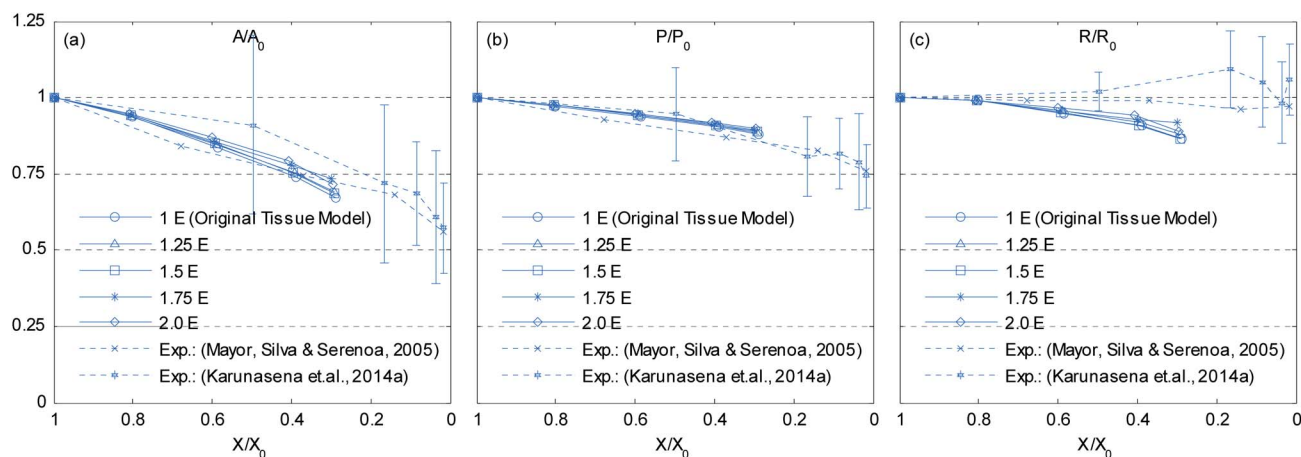 (a)
A/A0
1.25
1
0.75
0.5
0.25
0
1 E (Original Tissue Model)
1.25 E
1.5 E
1.75 E
2.0 E
Exp.: (Mayor, Silva & Serenoa, 2005)
Exp.: (Karunasena et.al., 2014a)
1 0.8 0.6 0.4 0.2 0
X/X0
(b)
P/P0
1 E (Original Tissue Model)
1.25 E
1.5 E
1.75 E
2.0 E
Exp.: (Mayor, Silva & Serenoa, 2005)
Exp.: (Karunasena et.al., 2014a)
1 0.8 0.6 0.4 0.2 0
X/X0
(c)
R/R0
1 E (Original Tissue Model)
1.25 E
1.5 E
1.75 E
2.0 E
Exp.: (Mayor, Silva & Serenoa, 2005)
Exp.: (Karunasena et.al., 2014a)
1 0.8 0.6 0.4 0.2 0
X/X0